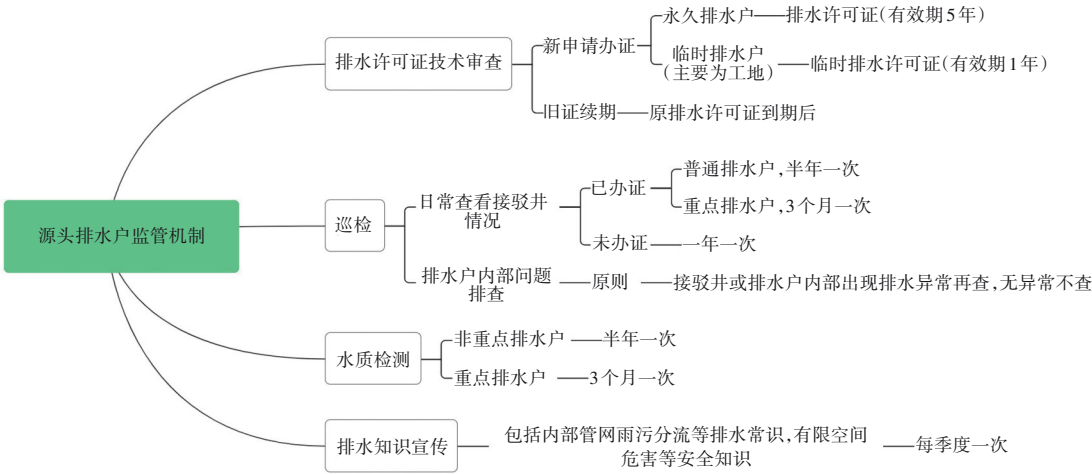 源头排水户监管机制
排水许可证技术审查
新申请办证
永久排水户
排水许可证(有效期5年)
临时排水户
(主要为工地)
临时排水许可证(有效期1年)
旧证续期
原排水许可证到期后
巡检
日常查看接驳井
情况
已办证
普通排水户,半年一次
重点排水户,3个月一次
未办证
一年一次
排水户内部问题
排查
原则
接驳井或排水户内部出现排水异常再查,无异常不查
水质检测
非重点排水户
半年一次
重点排水户
3个月一次
排水知识宣传
包括内部管网雨污分流等排水常识,有限空间
危害等安全知识
每季度一次